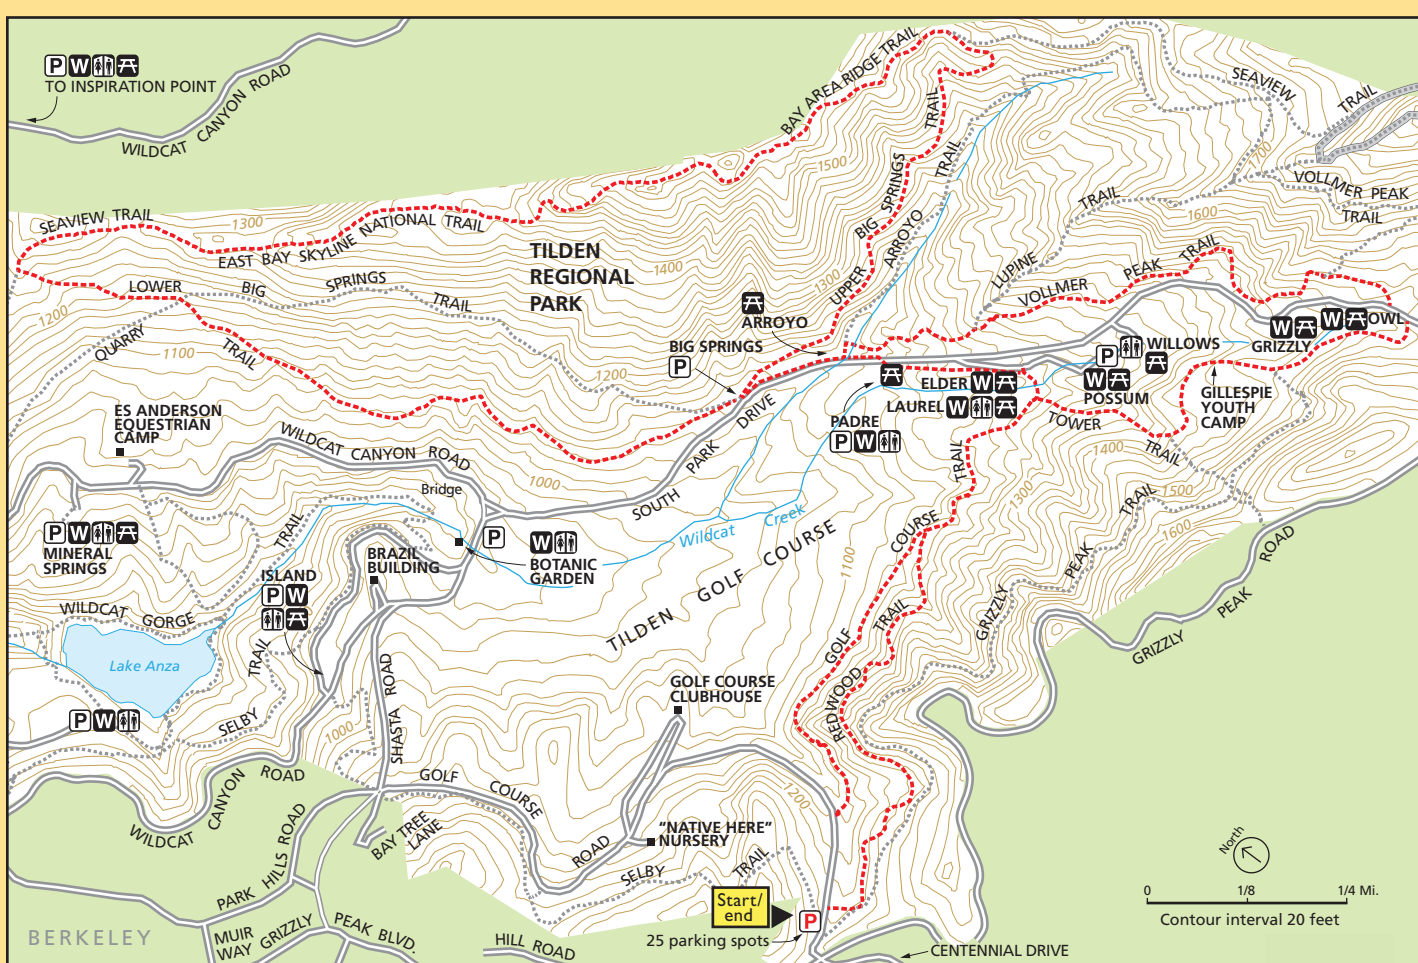 P W
TO INSPIRATION POINT
WILDCAT CANYON ROAD
BAY AREA RIDGE TRAIL
SEAVIEW
TRAIL
1500
1700
VOLLMER PEAK
TRAIL
SEAVIEW TRAIL
1300
EAST BAY SKYLINE NATIONAL TRAIL
TILDEN
REGIONAL
PARK
1400
UPPER BIG SPRINGS TRAIL
ARROYO TRAIL
1300
LUPINE TRAIL
1600
VOLLMER PEAK TRAIL
LOWER BIG SPRINGS TRAIL
1200
QUARRY TRAIL
1100
1200
ARROYO
BIG SPRINGS
P
W
OWL
W
GRIZZLY
P
WILLOWS
W
POSSUM
ELDER W
LAUREL W
PADRE
P W
GILLESPIE
YOUTH
CAMP
TOWER TRAIL
1400
1500
1600
1300
ES ANDERSON
EQUESTRIAN
CAMP
WILDCAT CANYON ROAD
Bridge
1000
SOUTH PARK DRIVE
Wildcat Creek
TILDEN GOLF COURSE
1100
GOLF COURSE TRAIL
REDWOOD TRAIL
GRIZZLY PEAK TRAIL
GRIZZLY PEAK ROAD
P W
MINERAL
SPRINGS
TRAIL
WILDCAT GORGE
Lake Anza
P W
P
W
BOTANIC
GARDEN
BRAZIL
BUILDING
ISLAND
P W
SELBY TRAIL
1000
SHASTA ROAD
GOLF COURSE
CLUBHOUSE
GOLF COURSE ROAD
1200
WILDCAT CANYON ROAD
BAY TREE
LANE
"NATIVE HERE"
NURSERY
SELBY TRAIL
PARK HILLS ROAD
MUIR
WAY
GRIZZLY PEAK BLVD.
BERKELEY
HILL ROAD
Start/
end
P
25 parking spots
CENTENNIAL DRIVE
North
0 1/8 1/4 Mi.
Contour interval 20 feet